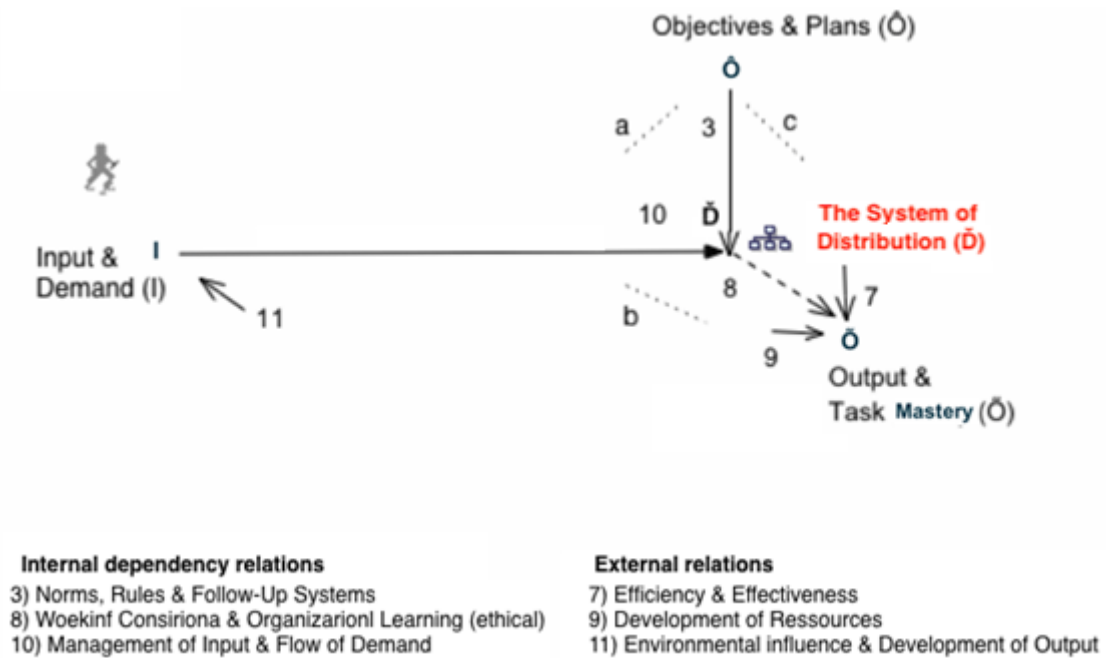 Objectives & Plans (Ô)
Ô
a
3
c
10
Ď
The System of
Distribution (Ď)
Input &
I
Demand (I)
8
7
11
b
9
Ǒ
Output &
Task Mastery (Ǒ)
Internal dependency relations
3) Norms, Rules & Follow-Up Systems
8) Woekinf Consiriona & Organizarionl Learning (ethical)
10) Management of Input & Flow of Demand
External relations
7) Efficiency & Effectiveness
9) Development of Ressources
11) Environmental influence & Development of Output